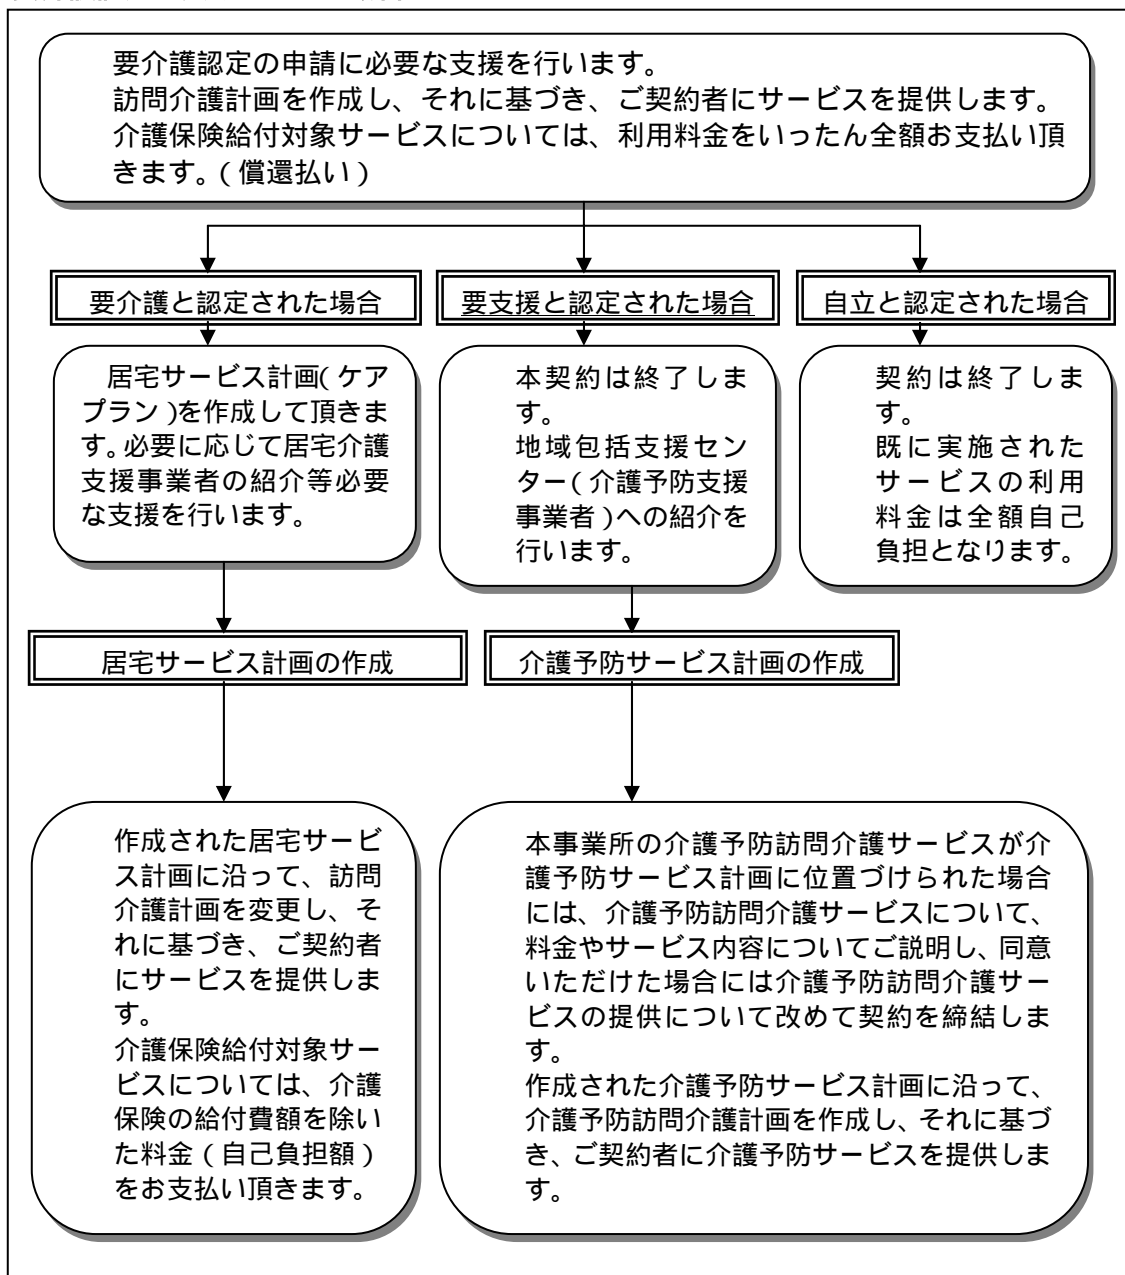 要介護認定の申請に必要な支援を行います。
訪問介護計画を作成し、それに基づき、ご契約者にサービスを提供します。
介護保険給付対象サービスについては、利用料金をいったん全額お支払い頂
きます。(償還払い)
要介護と認定された場合
要支援と認定された場合
自立と認定された場合
居宅サービス計画(ケア
プラン)を作成して頂きま
す。必要に応じて居宅介護
支援事業者の紹介等必要
な支援を行います。
本契約は終了しま
す。
地域包括支援セン
ター(介護予防支援
事業者)への紹介を
行います。
契約は終了しま
す。
既に実施された
サービスの利用
料金は全額自己
負担となります。
居宅サービス計画の作成
介護予防サービス計画の作成
作成された居宅サービ
ス計画に沿って、訪問
介護計画を変更し、そ
れに基づき、ご契約者
にサービスを提供しま
す。
介護保険給付対象サー
ビスについては、介護
保険の給付費額を除い
た料金(自己負担額)
をお支払い頂きます。
本事業所の介護予防訪問介護サービスが介
護予防サービス計画に位置づけられた場合
には、介護予防訪問介護サービスについて、
料金やサービス内容についてご説明し、同意
いただけた場合には介護予防訪問介護サー
ビスの提供について改めて契約を締結しま
す。
作成された介護予防サービス計画に沿って、
介護予防訪問介護計画を作成し、それに基づ
き、ご契約者に介護予防サービスを提供しま
す。